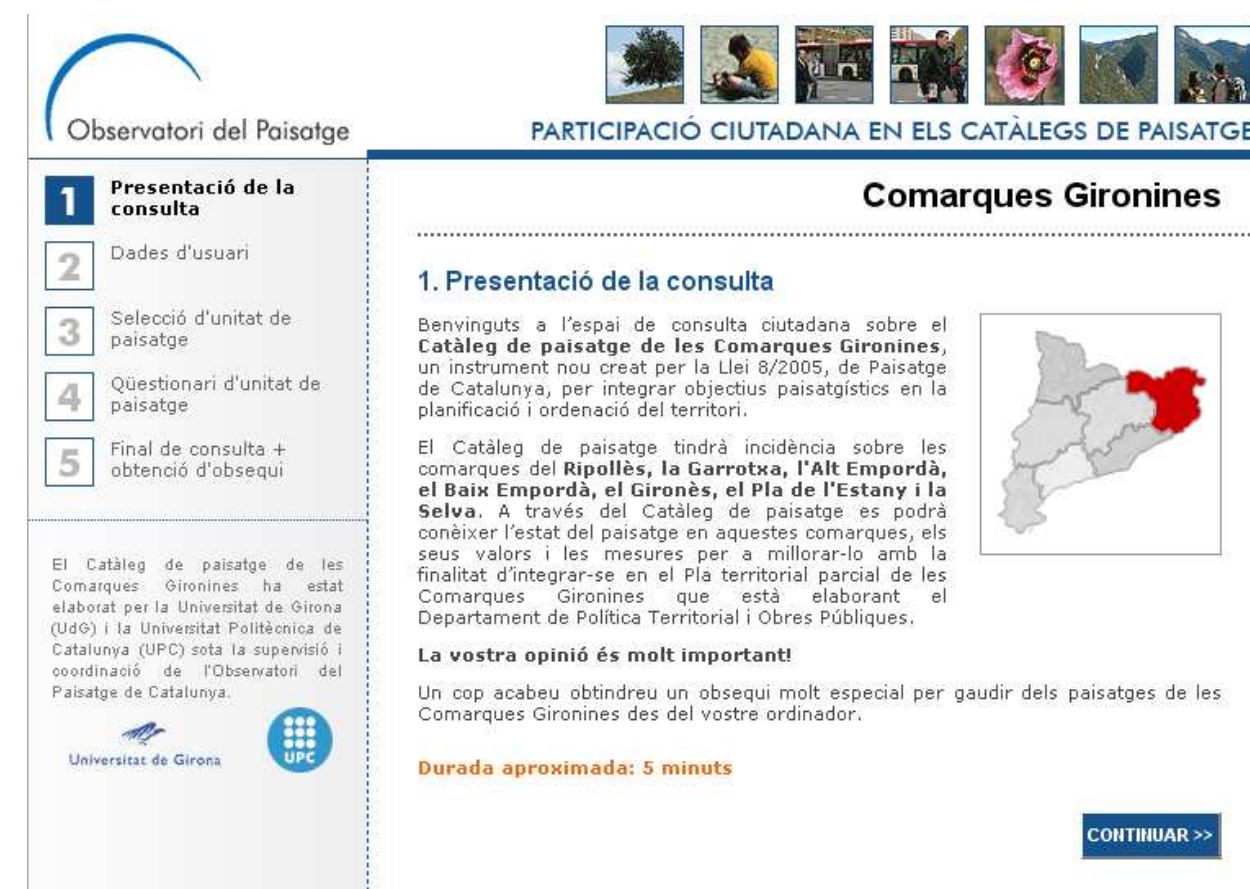 Observatori del Paisatge
PARTICIPACIÓ CIUTADANA EN ELS CATÀLEGS DE PAISATGE
1 Presentació de la
consulta
2 Dades d'usuari
3 Selecció d'unitat de
paisatge
4 Qüestionari d'unitat de
paisatge
5 Final de consulta +
obtenció d'obsequi
El Catàleg de paisatge de les
Comarques Gironines ha estat
elaborat per la Universitat de Girona
(UdG) i la Universitat Politècnica de
Catalunya (UPC) sota la supervisió i
coordinació de l'Observatori del
Paisatge de Catalunya.
Universitat de Girona
UPC
Comarques Gironines
1. Presentació de la consulta
Benvinguts a l'espai de consulta ciutadana sobre el
Catàleg de paisatge de les Comarques Gironines,
un instrument nou creat per la Llei 8/2005, de Paisatge
de Catalunya, per integrar objectius paisatgístics en la
planificació i ordenació del territori.
El Catàleg de paisatge tindrà incidència sobre les
comarques del Ripollès, la Garrotxa, l'Alt Empordà,
el Baix Empordà, el Gironès, el Pla de l'Estany i la
Selva. A través del Catàleg de paisatge es podrà
conèixer l'estat del paisatge en aquestes comarques, els
seus valors i les mesures per a millorar-lo amb la
finalitat d'integrar-se en el Pla territorial parcial de les
Comarques Gironines que està elaborant el
Departament de Política Territorial i Obres Públiques.
La vostra opinió és molt important!
Un cop acabeu obtindreu un obsequi molt especial per gaudir dels paisatges de les
Comarques Gironines des del vostre ordinador.
Durada aproximada: 5 minuts
CONTINUAR >>